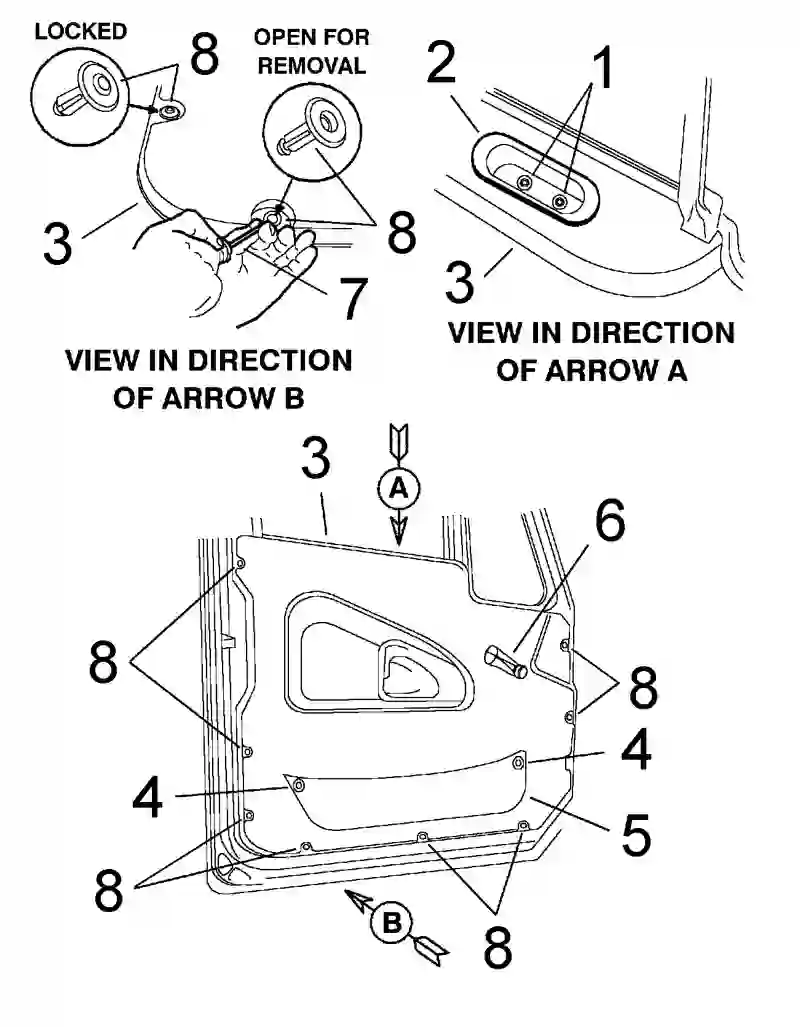 LOCKED
8
OPEN FOR
REMOVAL
3
8
7
VIEW IN DIRECTION
OF ARROW B
2
1
3
VIEW IN DIRECTION
OF ARROW A
3
A
6
8
8
4
4
5
8
8
B